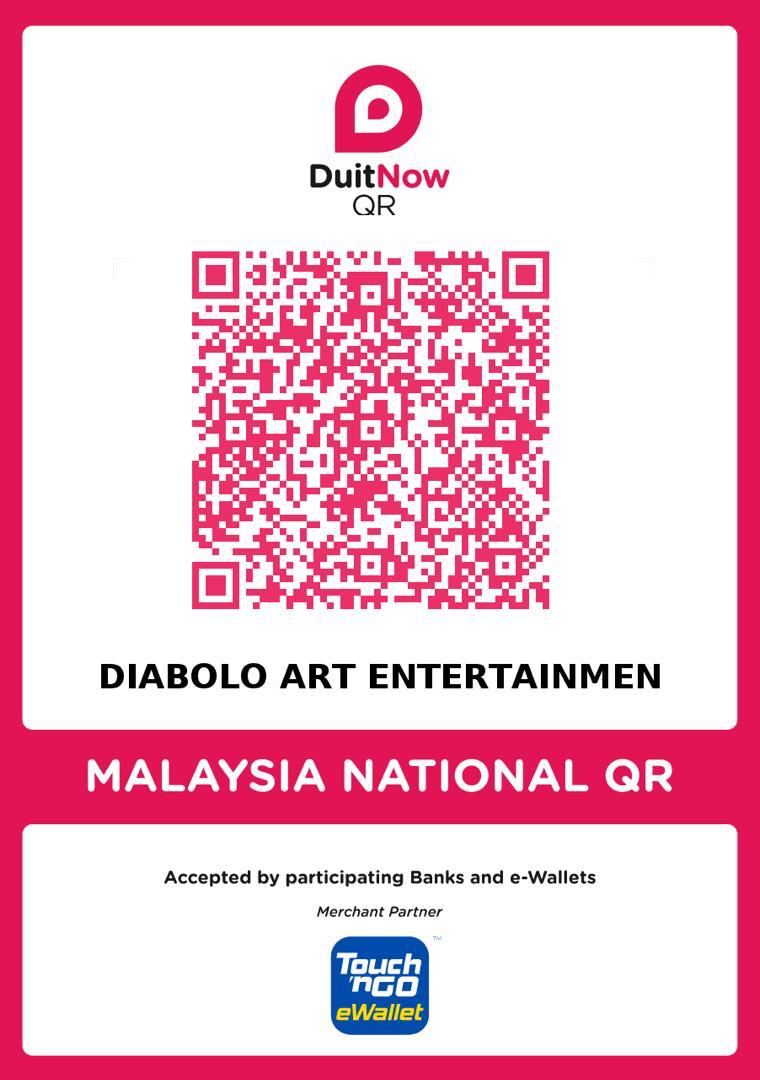 DuitNow
QR
DIABOLO ART ENTERTAINMEN
MALAYSIA NATIONAL QR
Accepted by participating Banks and e-Wallets
Merchant Partner
TM
Touch
'nGO
eWallet